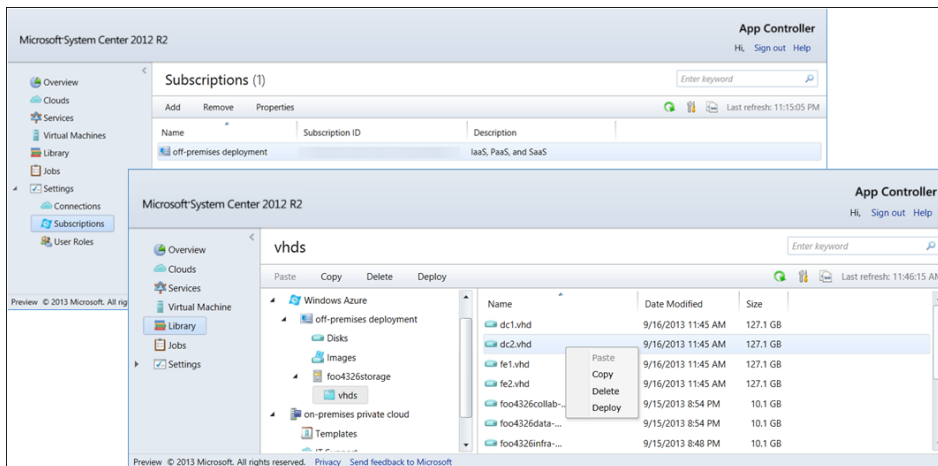 App Controller
Microsoft System Center 2012 R2
Hi, Sign out Help
Overview
Clouds
Services
Virtual Machines
Library
Jobs
Settings
Connections
Subscriptions
User Roles
Subscriptions (1)
Enter keyword
Add Remove Properties
Last refresh: 11:15:05 PM
Name Subscription ID Description
off-premises deployment IaaS, PaaS, and SaaS
Preview © 2013 Microsoft. All rig
App Controller
Microsoft System Center 2012 R2
Hi, Sign out Help
Overview
Clouds
Services
Virtual Machine
Library
Jobs
Settings
vhds
Enter keyword
Paste Copy Delete Deploy
Last refresh: 11:46:15 AM
Windows Azure
off-premises deployment
Disks
Images
foo4326storage
vhds
on-premises private cloud
Templates
Name Date Modified Size
dc1.vhd 9/16/2013 11:45 AM 127.1 GB
dc2.vhd 9/16/2013 11:45 AM 127.1 GB
fe1.vhd 9/16/2013 11:45 AM 127.1 GB
fe2.vhd 9/16/2013 11:45 AM 127.1 GB
foo4326collab-... 9/15/2013 8:54 PM 10.1 GB
foo4326data-... 9/15/2013 8:54 PM 10.1 GB
foo4326infra-... 9/15/2013 8:48 PM 10.1 GB
Paste
Copy
Delete
Deploy
Preview © 2013 Microsoft. All rights reserved. Privacy Send feedback to Microsoft